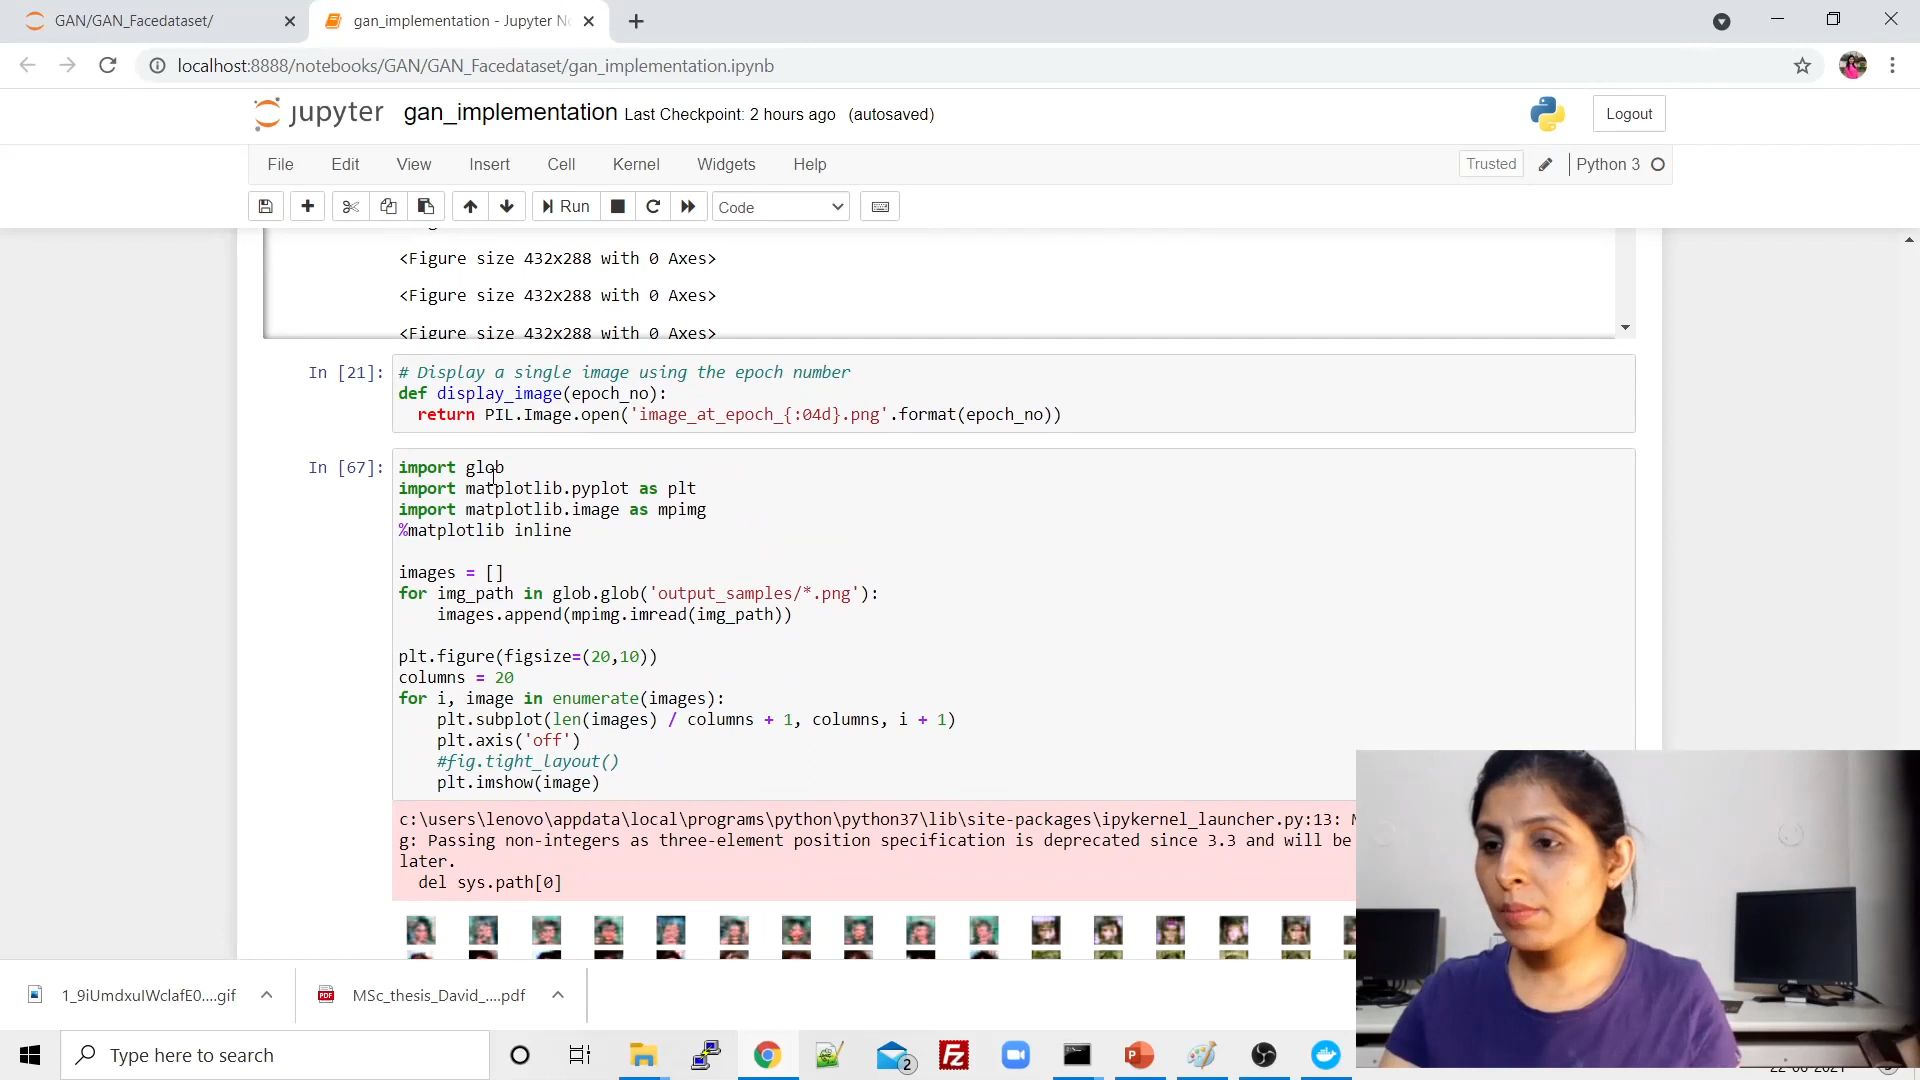 GAN/GAN_Facedataset/
gan_implementation - Jupyter No
localhost:8888/notebooks/GAN/GAN_Facedataset/gan_implementation.ipynb
jupyter gan_implementation Last Checkpoint: 2 hours ago (autosaved)
Logout
File Edit View Insert Cell Kernel Widgets Help
Trusted Python 3
Run Code
<Figure size 432x288 with 0 Axes>
<Figure size 432x288 with 0 Axes>
<Figure size 432x288 with 0 Axes>
In [21]:
# Display a single image using the epoch number
def display_image(epoch_no):
  return PIL.Image.open('image_at_epoch_{:04d}.png'.format(epoch_no))
In [67]:
import glob
import matplotlib.pyplot as plt
import matplotlib.image as mpimg
%matplotlib inline
images = []
for img_path in glob.glob('output_samples/*.png'):
    images.append(mpimg.imread(img_path))
plt.figure(figsize=(20,10))
columns = 20
for i, image in enumerate(images):
    plt.subplot(len(images) / columns + 1, columns, i + 1)
    plt.axis('off')
    #fig.tight_layout()
    plt.imshow(image)
c:\users\lenovo\appdata\local\programs\python\python37\lib\site-packages\ipykernel_launcher.py:13:
g: Passing non-integers as three-element position specification is deprecated since 3.3 and will be
later.
  del sys.path[0]
1_9iUmdxuIWclafE0....gif
MSc_thesis_David_....pdf
Type here to search
2